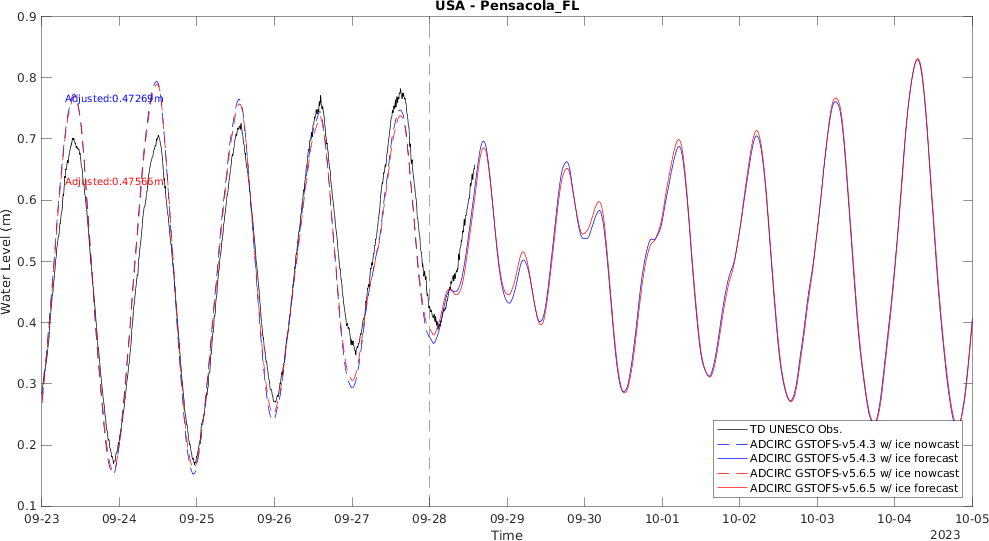 USA - Pensacola_FL
0.9
0.8
0.7
0.6
0.5
0.4
0.3
0.2
0.1
Water Level (m)
Adjusted:0.47269m
Adjusted:0.47566m
TD UNESCO Obs.
ADCIRC GSTOFS-v5.4.3 w/ ice nowcast
ADCIRC GSTOFS-v5.4.3 w/ ice forecast
ADCIRC GSTOFS-v5.6.5 w/ ice nowcast
ADCIRC GSTOFS-v5.6.5 w/ ice forecast
09-23 09-24 09-25 09-26 09-27 09-28 09-29 09-30 10-01 10-02 10-03 10-04 10-05
Time
2023